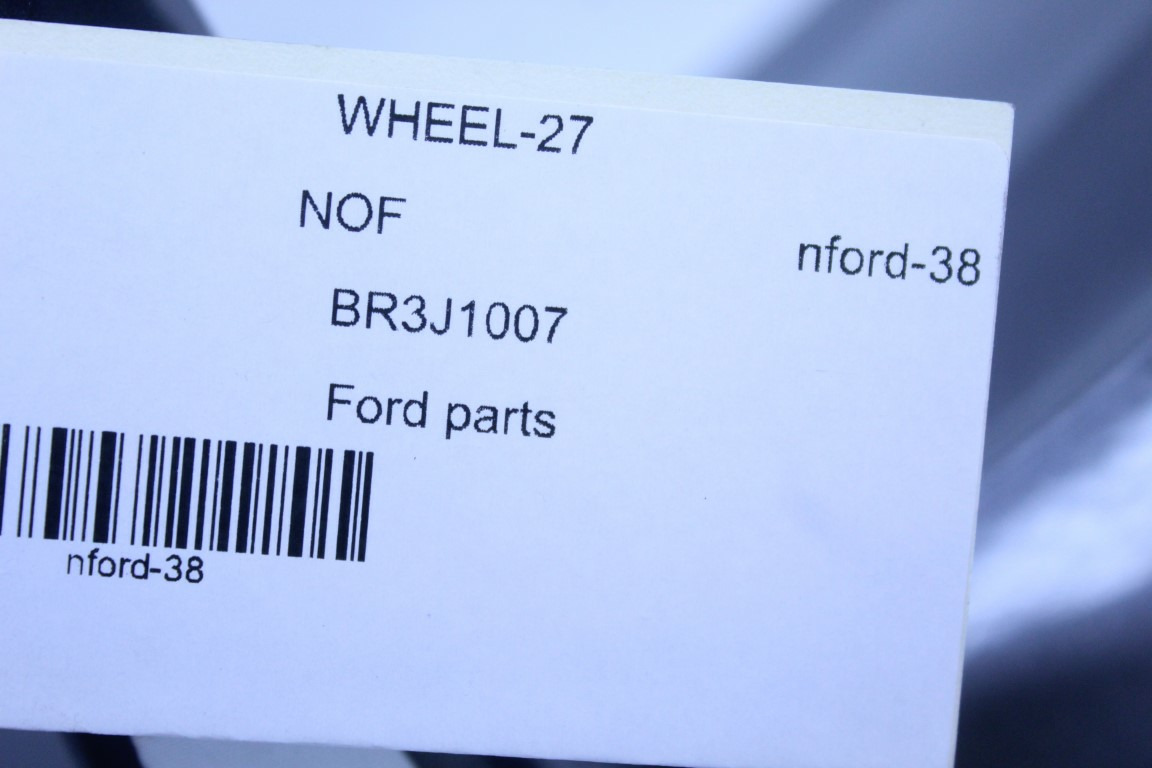 WHEEL-27
NOF
nford-38
BR3J1007
Ford parts
nford-38